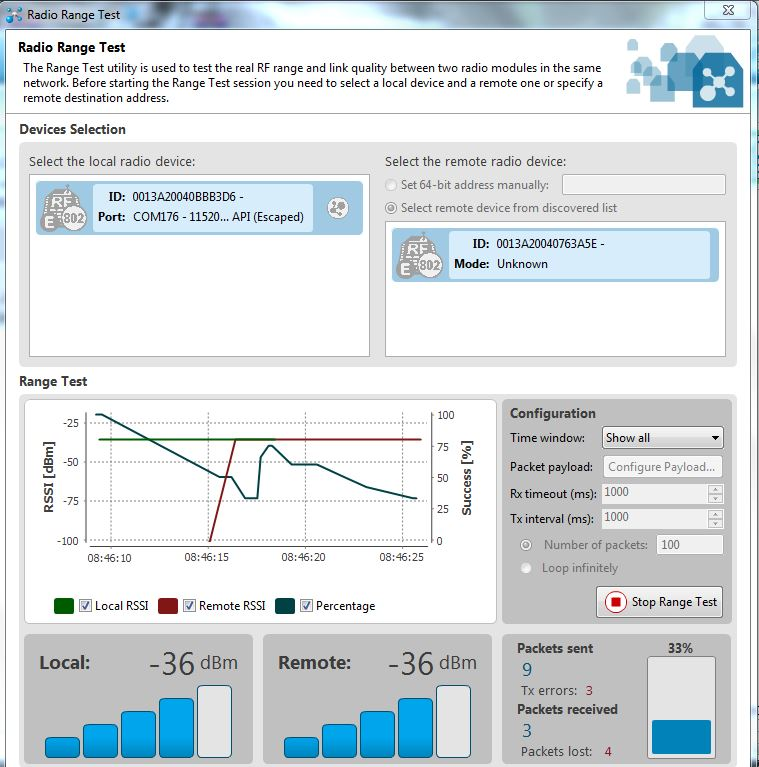 Radio Range Test
Radio Range Test
The Range Test utility is used to test the real RF range and link quality between two radio modules in the same
network. Before starting the Range Test session you need to select a local device and a remote one or specify a
remote destination address.
Devices Selection
Select the local radio device:
RF
E 802
ID: 0013A20040BBB3D6 -
Port: COM176 - 11520... API (Escaped)
Select the remote radio device:
Set 64-bit address manually:
Select remote device from discovered list
RF
E 802
ID: 0013A20040763A5E -
Mode: Unknown
Range Test
RSSI [dBm]
-25
-50
-75
-100
100
75
50
25
0
Success [%]
08:46:10 08:46:15 08:46:20 08:46:25
Local RSSI Remote RSSI Percentage
Configuration
Time window: Show all
Packet payload: Configure Payload...
Rx timeout (ms): 1000
Tx interval (ms): 1000
Number of packets: 100
Loop infinitely
Stop Range Test
Local: -36 dBm
Remote: -36 dBm
Packets sent
9
Tx errors: 3
Packets received
3
Packets lost: 4
33%